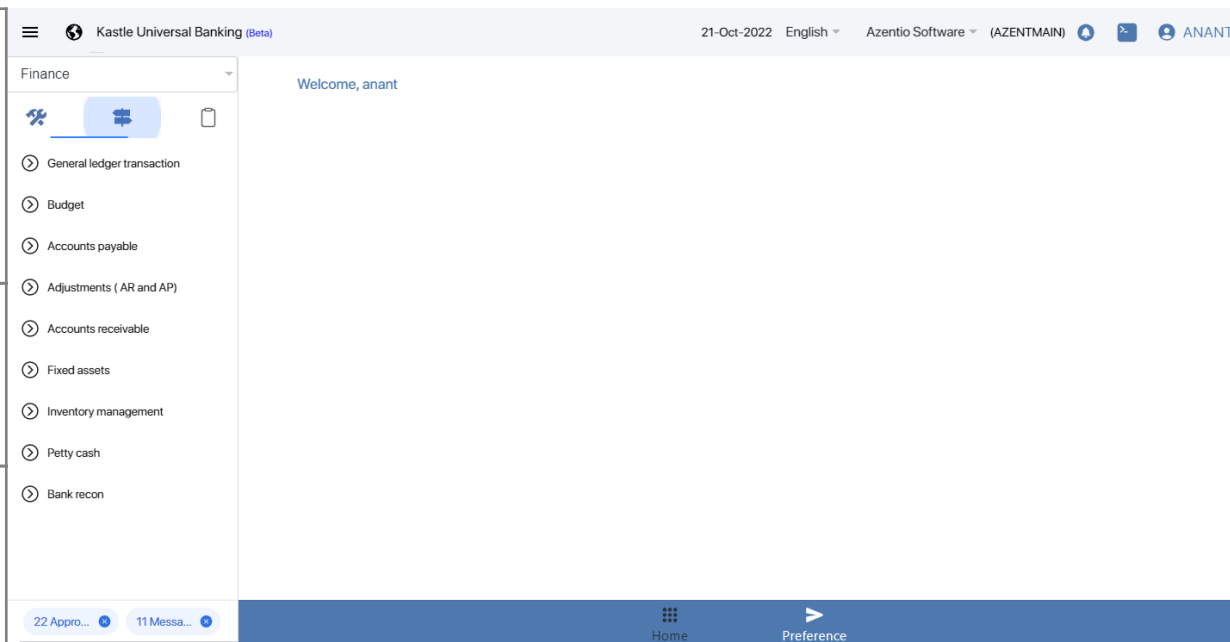 Kastle Universal Banking (Beta)
21-Oct-2022 English Azentio Software (AZENTMAIN) ANANT
Finance
Welcome, anant
General ledger transaction
Budget
Accounts payable
Adjustments ( AR and AP)
Accounts receivable
Fixed assets
Inventory management
Petty cash
Bank recon
22 Appro... 11 Messa...
Home Preference